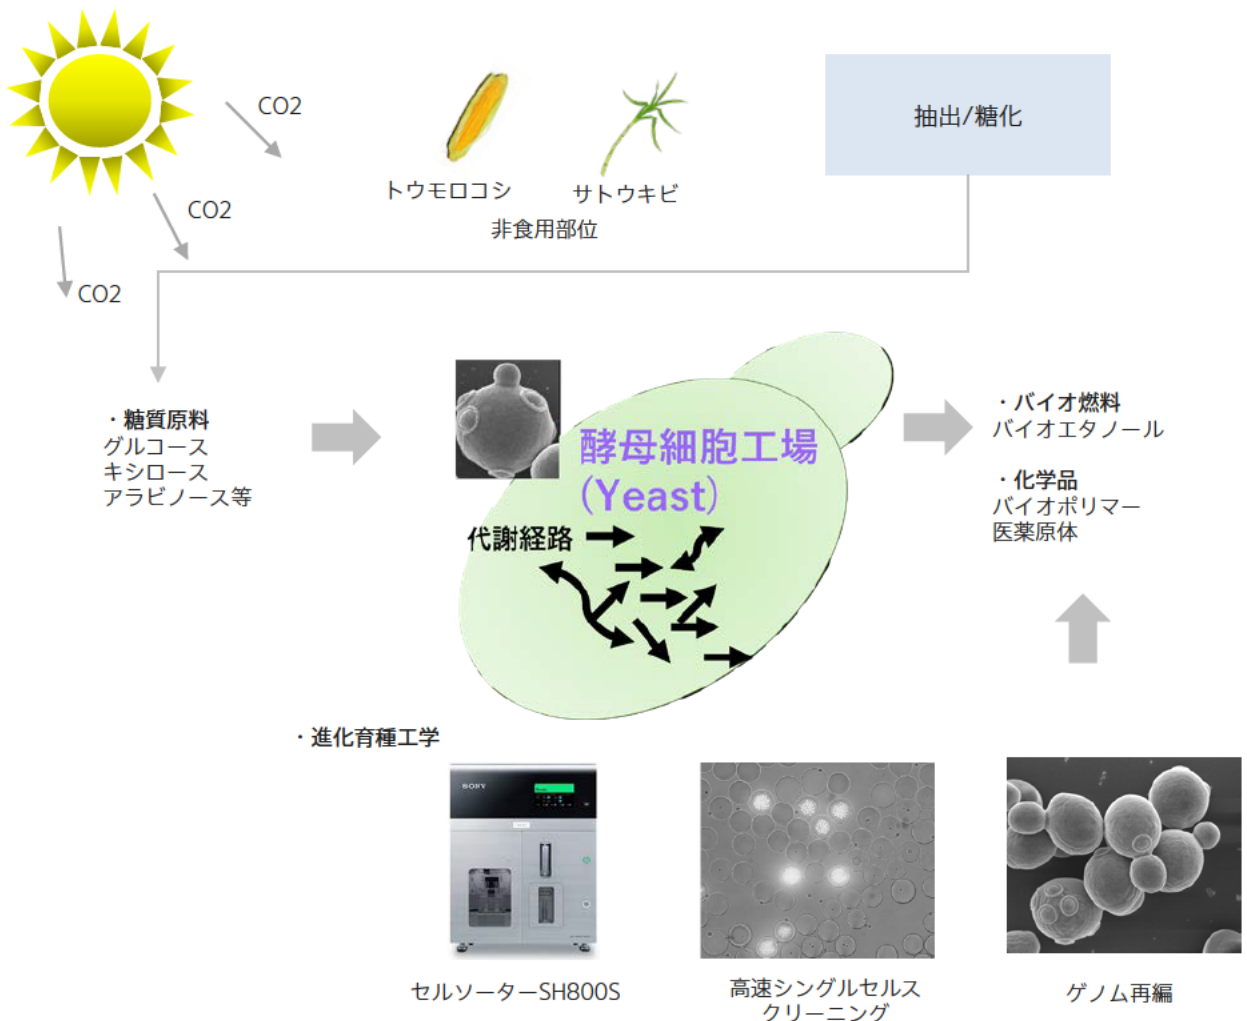 CO2
CO2
CO2
トウモロコシ
サトウキビ
非食用部位
抽出/糖化
・糖質原料
グルコース
キシロース
アラビノース等
酵母細胞工場
(Yeast)
代謝経路
・バイオ燃料
バイオエタノール
・化学品
バイオポリマー
医薬原体
・進化育種工学
SONY
セルソーターSH800S
高速シングルセルス
クリーニング
ゲノム再編